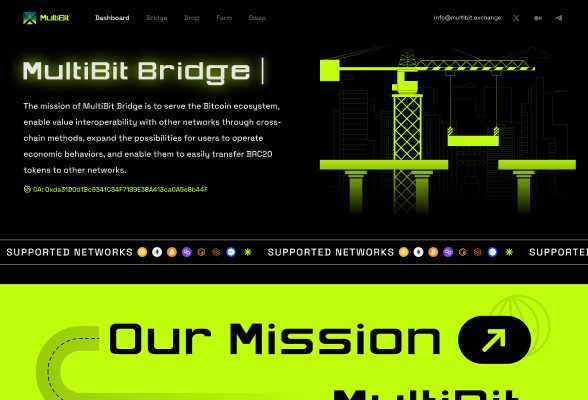 MultiBit
Dashboard
Bridge
Drop
Farm
Swap
info@multibit.exchange
MultiBit Bridge
The mission of MultiBit Bridge is to serve the Bitcoin ecosystem,
enable value interoperability with other networks through cross-
chain methods, expand the possibilities for users to operate
economic behaviors, and enable them to easily transfer BRC20
tokens to other networks.
SUPPORTED NETWORKS
SUPPORTED NETWORKS
SUPPORTED
Our Mission
MultiBit